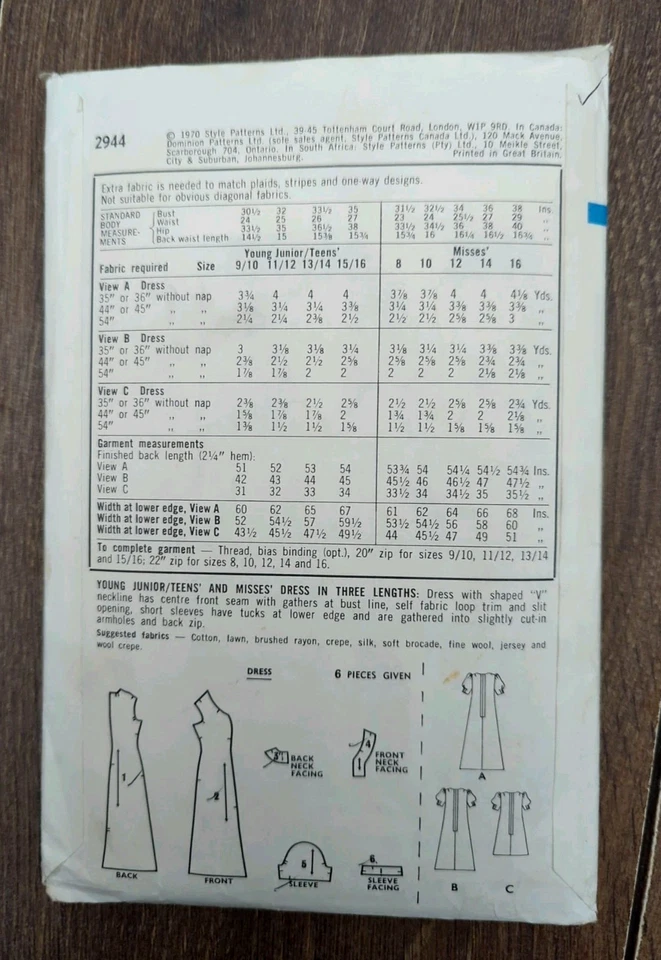 2944
© 1970 Style Patterns Ltd., 39-45 Tottenham Court Road, London, W1P 9RD. In Canada:
Dominion Patterns Ltd. (sole sales agent, Style Patterns Canada Ltd.), 120 Mack Avenue,
Scarborough 704, Ontario. In South Africa: Style Patterns (Pty) Ltd., 10 Meikle Street,
City & Suburban, Johannesburg. Printed in Great Britain.
Extra fabric is needed to match plaids, stripes and one-way designs.
Not suitable for obvious diagonal fabrics.
STANDARD BODY MEASUREMENTS
Bust 30½ 32 33½ 35 31½ 32½ 34 36 38 Ins.
Waist 24 25 26 27 23 24 25½ 27 29 „
Hip 33½ 35 36½ 38 33½ 34½ 36 38 40 „
Back waist length 14½ 15 15⅜ 15¾ 15¾ 16 16¼ 16½ 16¾ „
Young Junior/Teens' Misses'
Fabric required Size 9/10 11/12 13/14 15/16 8 10 12 14 16
View A Dress
35" or 36" without nap 3¾ 4 4 4 3⅞ 3⅞ 4 4 4⅛ Yds.
44" or 45" „ „ 3⅛ 3¼ 3¼ 3⅜ 3¼ 3¼ 3⅜ 3⅜ 3⅜ „
54" „ „ 2¼ 2¼ 2⅜ 2½ 2½ 2½ 2⅝ 2⅝ 3 „
View B Dress
35" or 36" without nap 3 3⅛ 3⅛ 3¼ 3⅛ 3¼ 3¼ 3⅜ 3⅜ Yds.
44" or 45" „ „ 2⅜ 2½ 2½ 2⅝ 2⅝ 2⅝ 2⅝ 2¾ 2¾ „
54" „ „ 1⅞ 1⅞ 2 2 2 2 2 2⅛ 2⅛ „
View C Dress
35" or 36" without nap 2⅜ 2⅜ 2½ 2⅝ 2½ 2½ 2⅝ 2⅝ 2¾ Yds.
44" or 45" „ „ 1⅝ 1⅞ 1⅞ 2 1¾ 1¾ 2 2 2⅛ „
54" „ „ 1⅜ 1½ 1½ 1⅝ 1½ 1½ 1⅝ 1⅝ 1⅝ „
Garment measurements
Finished back length (2¼" hem):
View A 51 52 53 54 53¾ 54 54¼ 54½ 54¾ Ins.
View B 42 43 44 45 45½ 46 46½ 47 47½ „
View C 31 32 33 34 33½ 34 34½ 35 35½ „
Width at lower edge, View A 60 62 65 67 61 62 64 66 68 Ins.
Width at lower edge, View B 52 54½ 57 59½ 53½ 54½ 56 58 60 „
Width at lower edge, View C 43½ 45½ 47½ 49½ 44 45½ 47 49 51 „
To complete garment — Thread, bias binding (opt.), 20" zip for sizes 9/10, 11/12, 13/14
and 15/16; 22" zip for sizes 8, 10, 12, 14 and 16.
YOUNG JUNIOR/TEENS' AND MISSES' DRESS IN THREE LENGTHS: Dress with shaped "V"
neckline has centre front seam with gathers at bust line, self fabric loop trim and slit
opening, short sleeves have tucks at lower edge and are gathered into slightly cut-in
armholes and back zip.
Suggested fabrics — Cotton, lawn, brushed rayon, crepe, silk, soft brocade, fine wool, jersey and
wool crepe.
DRESS 6 PIECES GIVEN
1
BACK
2
FRONT
3
BACK
NECK
FACING
4
FRONT
NECK
FACING
5
SLEEVE
6
SLEEVE
FACING
A
B
C